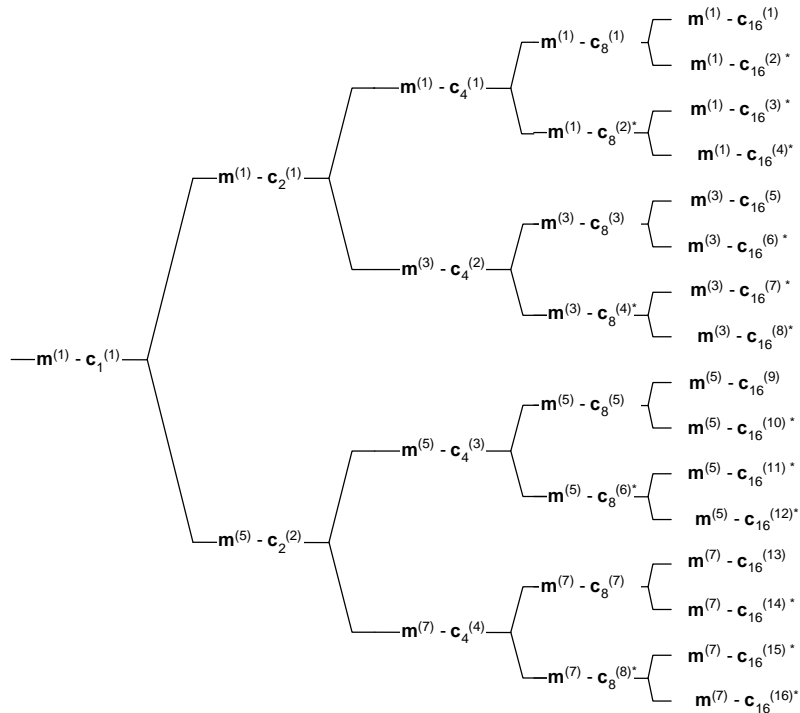 m(1) - c1(1)
m(1) - c2(1)
m(5) - c2(2)
m(1) - c4(1)
m(3) - c4(2)
m(5) - c4(3)
m(7) - c4(4)
m(1) - c8(1)
m(1) - c8(2)*
m(3) - c8(3)
m(3) - c8(4)*
m(5) - c8(5)
m(5) - c8(6)*
m(7) - c8(7)
m(7) - c8(8)*
m(1) - c16(1)
m(1) - c16(2) *
m(1) - c16(3) *
m(1) - c16(4)*
m(3) - c16(5)
m(3) - c16(6) *
m(3) - c16(7) *
m(3) - c16(8)*
m(5) - c16(9)
m(5) - c16(10) *
m(5) - c16(11) *
m(5) - c16(12)*
m(7) - c16(13)
m(7) - c16(14) *
m(7) - c16(15) *
m(7) - c16(16)*